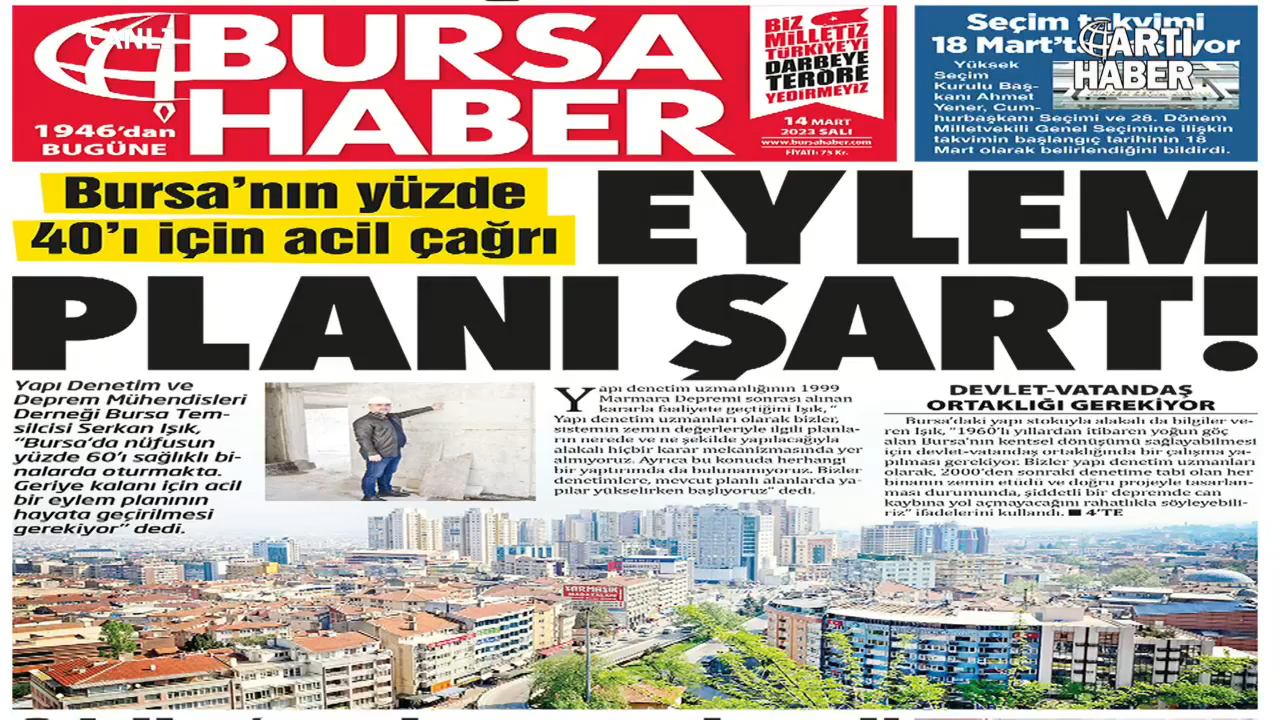 CANLI
BURSA
HABER
1946'dan
BUGÜNE
BİZ
MİLLETİZ
TÜRKİYE'Yİ
DARBEYE
TERÖRE
YEDİRMEYİZ
14 MART
2023 SALI
www.bursahaber.com
FİYATI: 75 Kr.
Seçim takvimi
18 Mart'ta
ARTI
HABER
Yüksek
Seçim
Kurulu Baş-
kanı Ahmet
Yener, Cum-
hurbaşkanı Seçimi ve 28. Dönem
Milletvekili Genel Seçimine ilişkin
takvimin başlangıç tarihinin 18
Mart olarak belirlendiğini bildirdi.
Bursa'nın yüzde
40'ı için acil çağrı
EYLEM
PLANI ŞART!
Yapı Denetim ve
Deprem Mühendisleri
Derneği Bursa Tem-
silcisi Serkan Işık,
"Bursa'da nüfusun
yüzde 60'ı sağlıklı bi-
nalarda oturmakta.
Geriye kalanı için acil
bir eylem planının
hayata geçirilmesi
gerekiyor" dedi.
Yapı denetim uzmanlığının 1999
Marmara Depremi sonrası alınan
kararla faaliyete geçtiğini Işık, "
Yapı denetim uzmanları olarak bizler,
sistemin zemin değerleriyle ilgili planla-
rın nerede ve ne şekilde yapılacağıyla
alakalı hiçbir karar mekanizmasında yer
almıyoruz. Ayrıca bu konuda herhangi
bir yaptırımda da bulunamıyoruz. Bizler
denetimlere, mevcut planlı alanlarda ya-
pılar yükselirken başlıyoruz" dedi.
DEVLET-VATANDAŞ
ORTAKLIĞI GEREKİYOR
Bursa'daki yapı stokuyla alakalı da bilgiler ve-
ren Işık, "1960'lı yıllardan itibaren yoğun göç
alan Bursa'nın kentsel dönüşümü sağlayabilmesi
için devlet-vatandaş ortaklığında bir çalışma ya-
pılması gerekiyor. Bizler yapı denetim uzmanları
olarak, 2000'den sonraki denetime tabi olan her
binanın zemin etüdü ve doğru projeyle tasarlan-
ması durumunda, şiddetli bir depremde can
kaybına yol açmayacağını rahatlıkla söyleyebili-
riz" ifadelerini kullandı. ■ 4'TE
SARMAŞIK